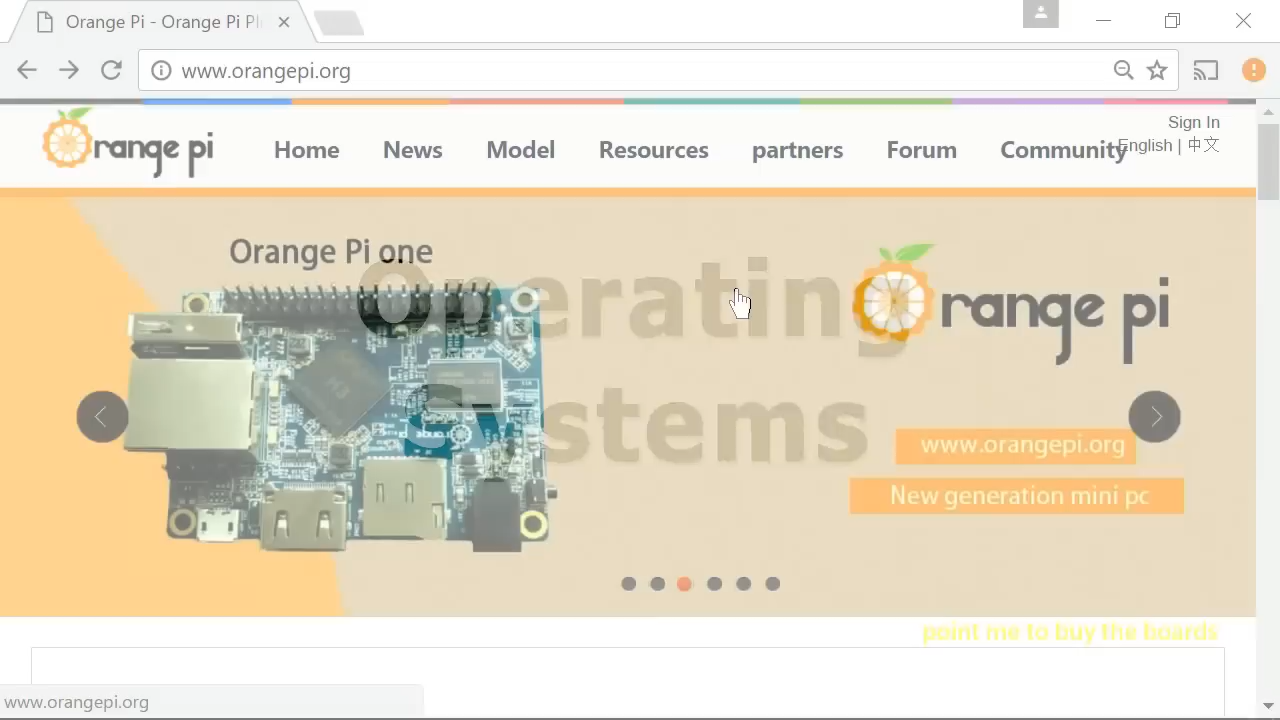 Orange Pi - Orange Pi Pl
www.orangepi.org
range pi
Home
News
Model
Resources
partners
Forum
Community
Sign In
English | 中文
Orange Pi one
Operating
Systems
range pi
H3
www.orangepi.org
New generation mini pc
point me to buy the boards
www.orangepi.org